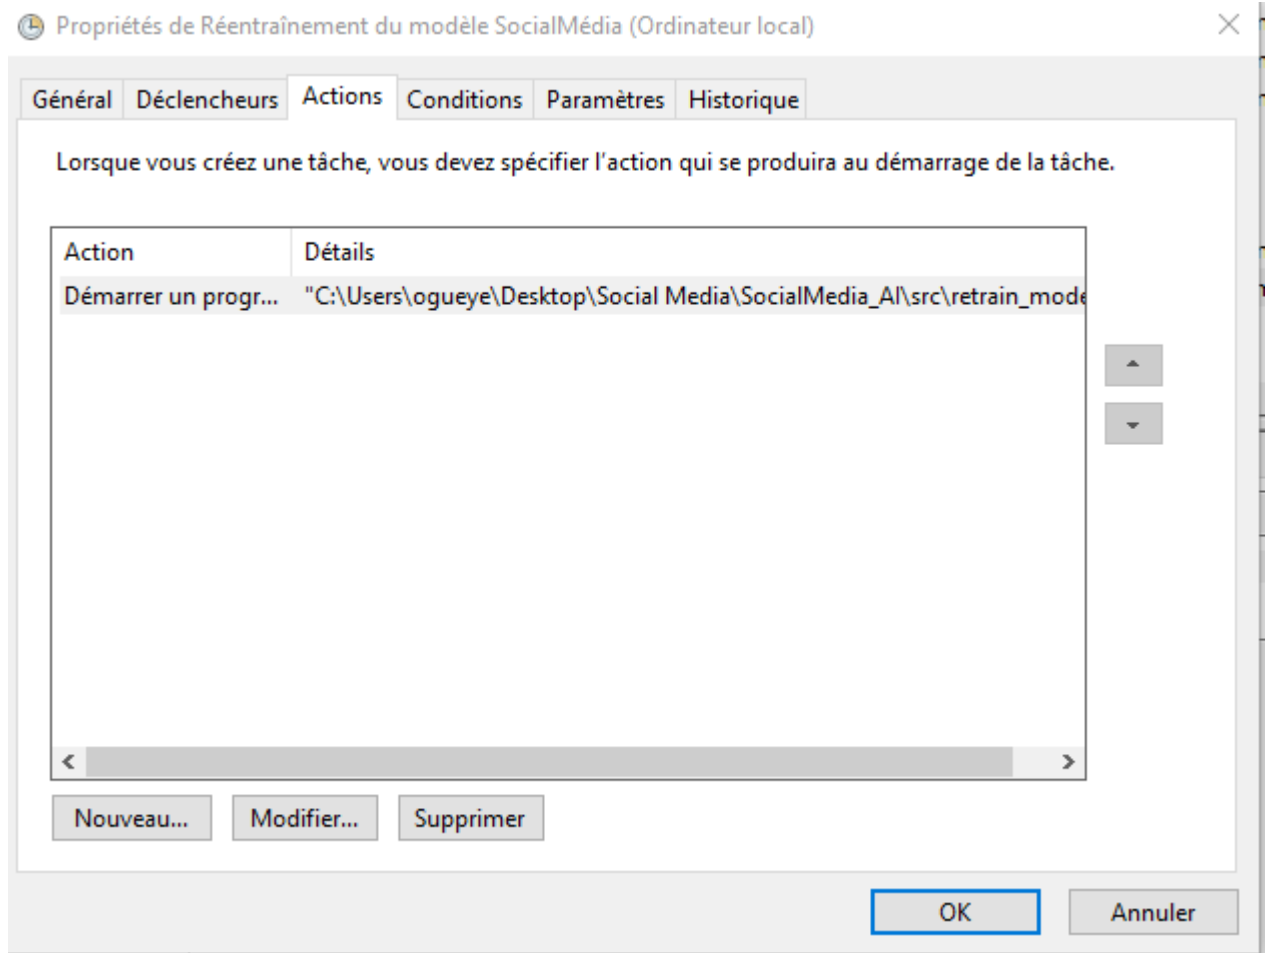 Propriétés de Réentraînement du modèle SocialMédia (Ordinateur local)
Général Déclencheurs Actions Conditions Paramètres Historique
Lorsque vous créez une tâche, vous devez spécifier l'action qui se produira au démarrage de la tâche.
Action Détails
Démarrer un progr... "C:\Users\ogueye\Desktop\Social Media\SocialMedia_AI\src\retrain_mode
Nouveau... Modifier... Supprimer
OK Annuler